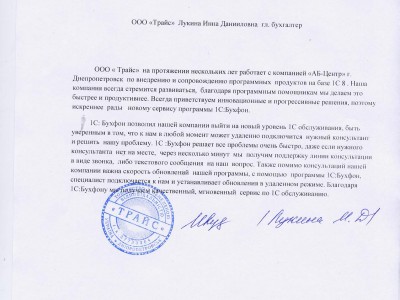 ООО «Трайс» Лукина Инна Даниловна гл. бухгалтер
ООО « Трайс» на протяжении нескольких лет работает с компанией «АБ-Центр» г.
Днепропетровск по внедрению и сопровождению программных продуктов на базе 1С 8 . Наша
компания всегда стремится развиваться, благодаря программным помощникам мы делаем это
быстрее и продуктивнее. Всегда приветствуем инновационные и прогрессивные решения, поэтому
искренне рады новому сервису программы 1С:Бухфон.
1С: Бухфон позволил нашей компании выйти на новый уровень 1С обслуживания, быть
уверенным в том, что к нам в любой момент может удаленно подключится нужный консультант
и решить нашу проблему. 1С :Бухфон решает все проблемы очень быстро, даже если нужного
консультанта нет на месте, через несколько минут мы получим поддержку линии консультации
в виде звонка, либо текстового сообщения на наш вопрос. Также помимо консультаций нашей
компании важна скорость обновлений нашей программы, с помощью программы 1С:Бухфон,
специалист подключается к нам и устанавливает обновления в удаленном режиме. Благодаря
1С:Бухфону мы получаем качественный, мгновенный сервис по 1С обслуживанию.
«ТРАЙС»
Лукина И. Д